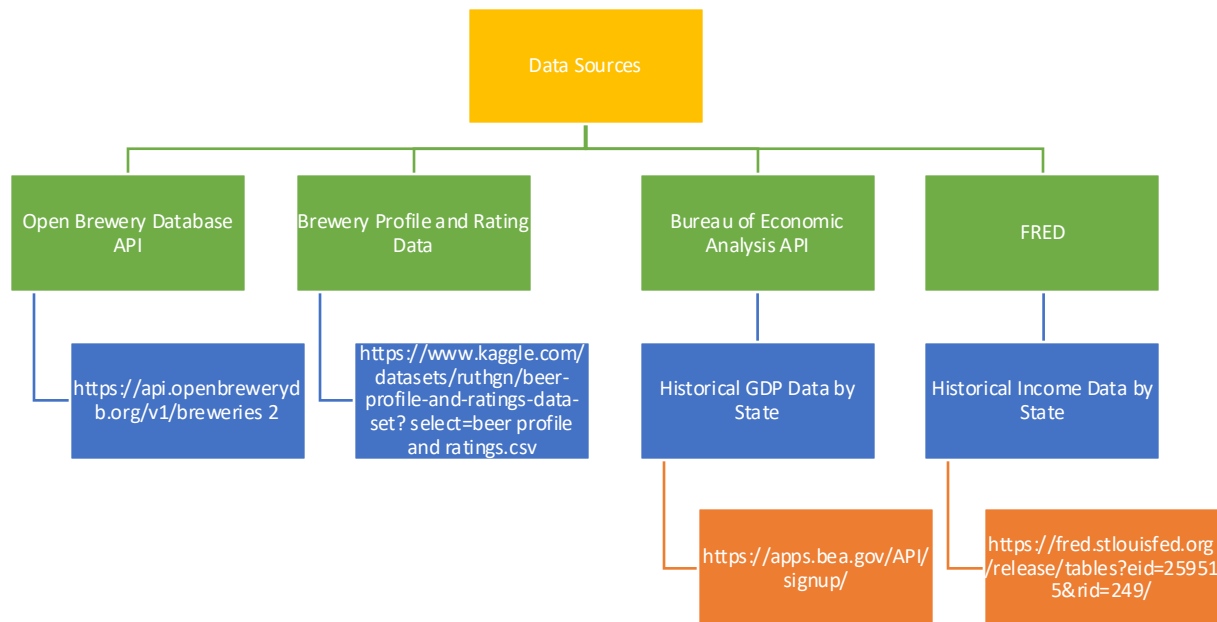 Data Sources
Open Brewery Database
API
Brewery Profile and Rating
Data
Bureau of Economic
Analysis API
FRED
https://api.openbreweryd
b.org/v1/breweries 2
https://www.kaggle.com/
datasets/ruthgn/beer-
profile-and-ratings-data-
set? select=beer profile
and ratings.csv
Historical GDP Data by
State
Historical Income Data by
State
https://apps.bea.gov/API/
signup/
https://fred.stlouisfed.org
/release/tables?eid=25951
5&rid=249/